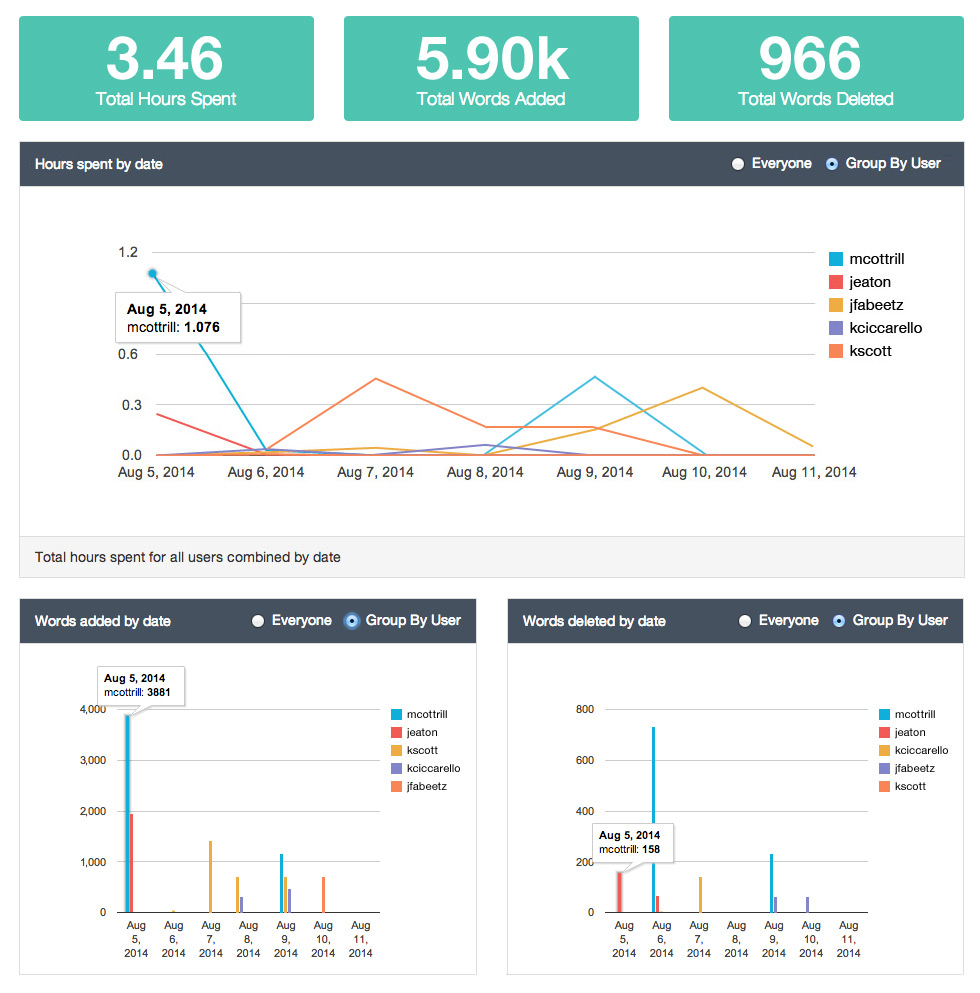 3.46
Total Hours Spent
5.90k
Total Words Added
966
Total Words Deleted
Hours spent by date
Everyone
Group By User
1.2
Aug 5, 2014
mcottrill: 1.076
0.6
0.3
0.0
Aug 5, 2014 Aug 6, 2014 Aug 7, 2014 Aug 8, 2014 Aug 9, 2014 Aug 10, 2014 Aug 11, 2014
mcottrill
jeaton
jfabeetz
kciccarello
kscott
Total hours spent for all users combined by date
Words added by date
Everyone
Group By User
Aug 5, 2014
mcottrill: 3881
4,000
3,000
2,000
1,000
0
Aug Aug Aug Aug Aug Aug Aug
5, 6, 7, 8, 9, 10, 11,
2014 2014 2014 2014 2014 2014 2014
mcottrill
jeaton
kscott
kciccarello
jfabeetz
Words deleted by date
Everyone
Group By User
800
600
400
Aug 5, 2014
mcottrill: 158
200
0
Aug Aug Aug Aug Aug Aug Aug
5, 6, 7, 8, 9, 10, 11,
2014 2014 2014 2014 2014 2014 2014
mcottrill
jeaton
kciccarello
jfabeetz
kscott